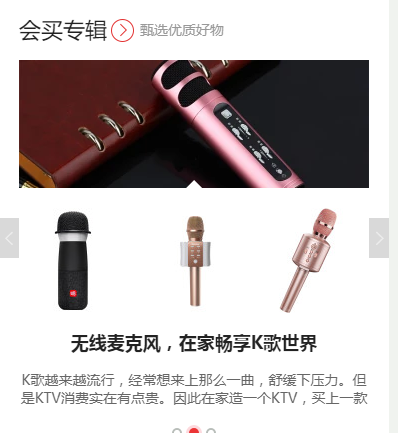 会买专辑 甄选优质好物
无线麦克风，在家畅享K歌世界
K歌越来越流行，经常想来上那么一曲，舒缓下压力。但
是KTV消费实在有点贵。因此在家造一个KTV，买上一款